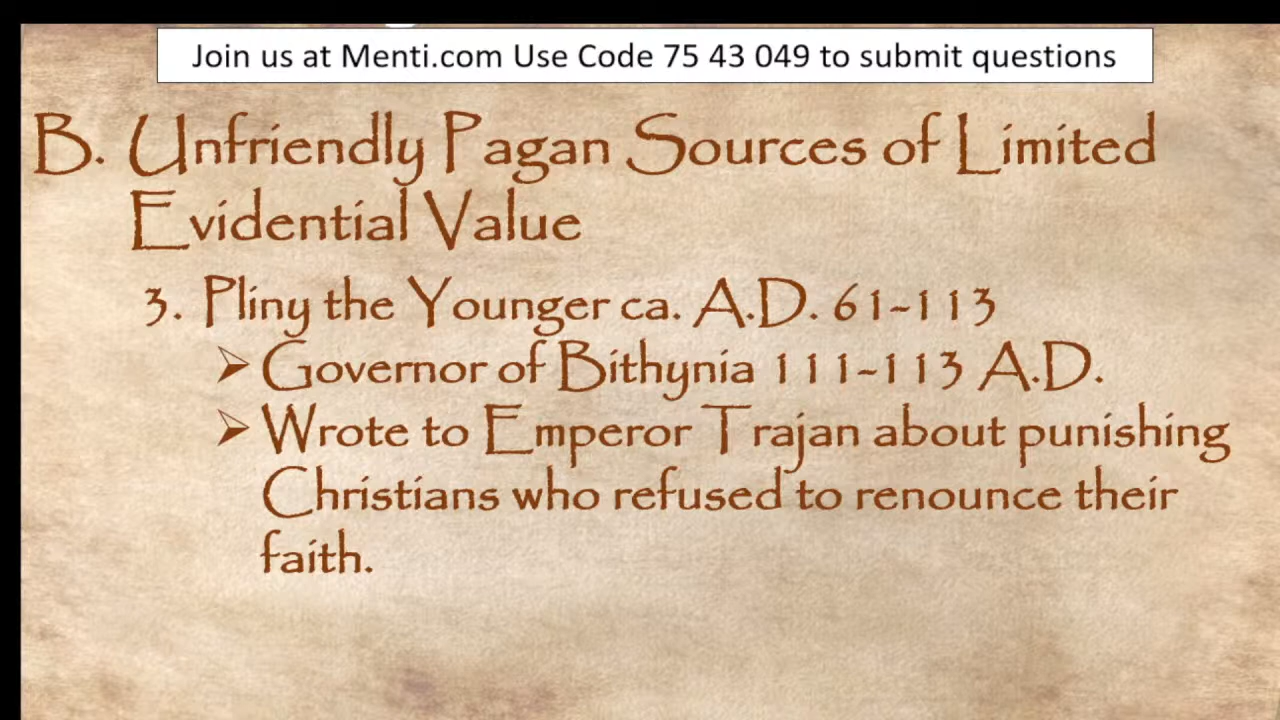 Join us at Menti.com Use Code 75 43 049 to submit questions
B. Unfriendly Pagan Sources of Limited
Evidential Value
3. Pliny the Younger ca. A.D. 61-113
➢ Governor of Bithynia 111-113 A.D.
➢ Wrote to Emperor Trajan about punishing
Christians who refused to renounce their
faith.